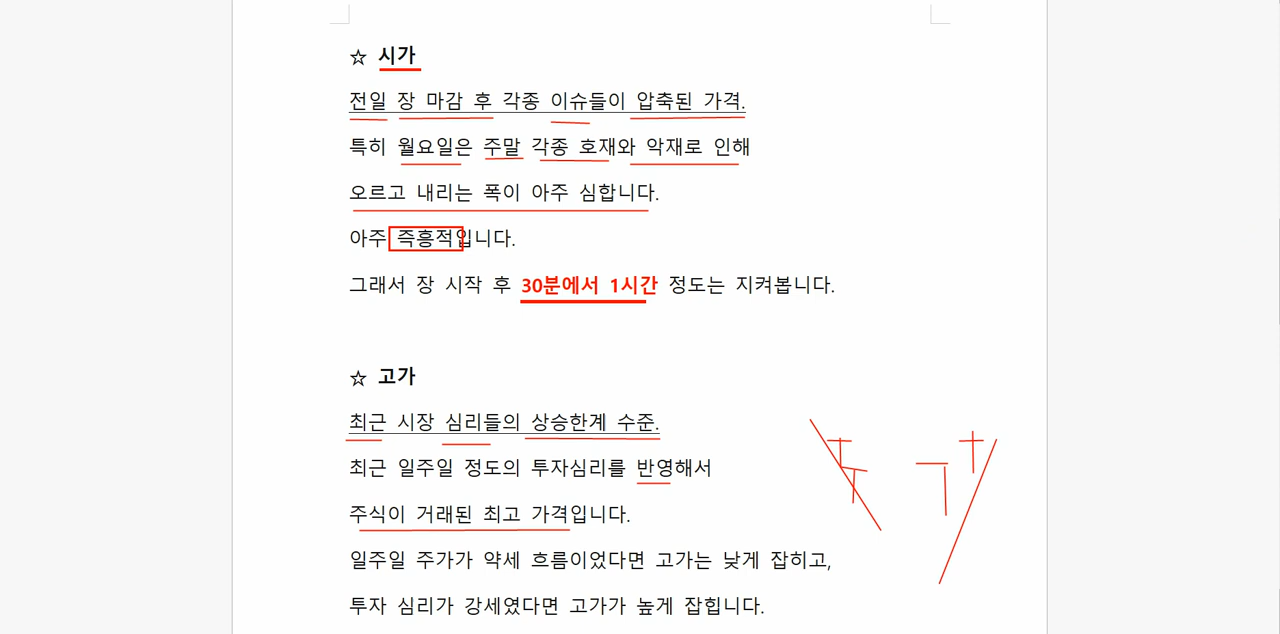 ☆ 시가
전일 장 마감 후 각종 이슈들이 압축된 가격.
특히 월요일은 주말 각종 호재와 악재로 인해
오르고 내리는 폭이 아주 심합니다.
아주 즉흥적입니다.
그래서 장 시작 후 30분에서 1시간 정도는 지켜봅니다.
☆ 고가
최근 시장 심리들의 상승한계 수준.
최근 일주일 정도의 투자심리를 반영해서
주식이 거래된 최고 가격입니다.
일주일 주가가 약세 흐름이었다면 고가는 낮게 잡히고,
투자 심리가 강세였다면 고가가 높게 잡힙니다.